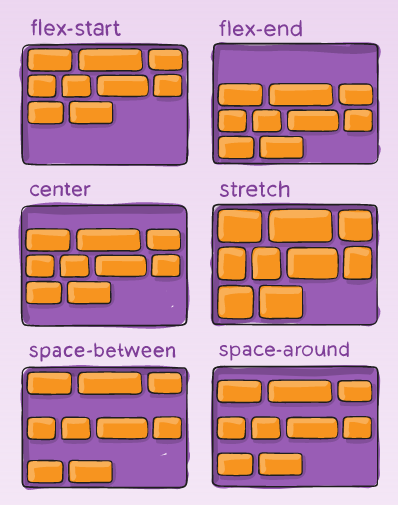 flex-start
flex-end
center
stretch
space-between
space-around